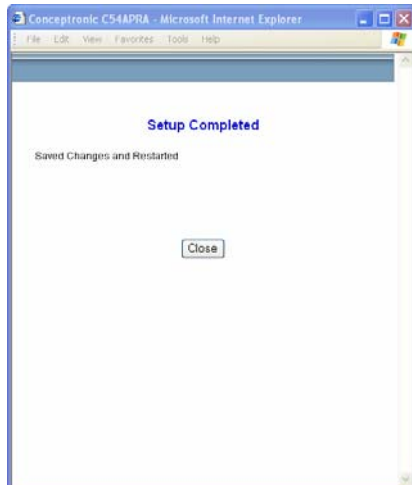 Conceptronic C54APRA - Microsoft Internet Explorer
File Edit View Favorites Tools Help
Setup Completed
Saved Changes and Restarted
Close